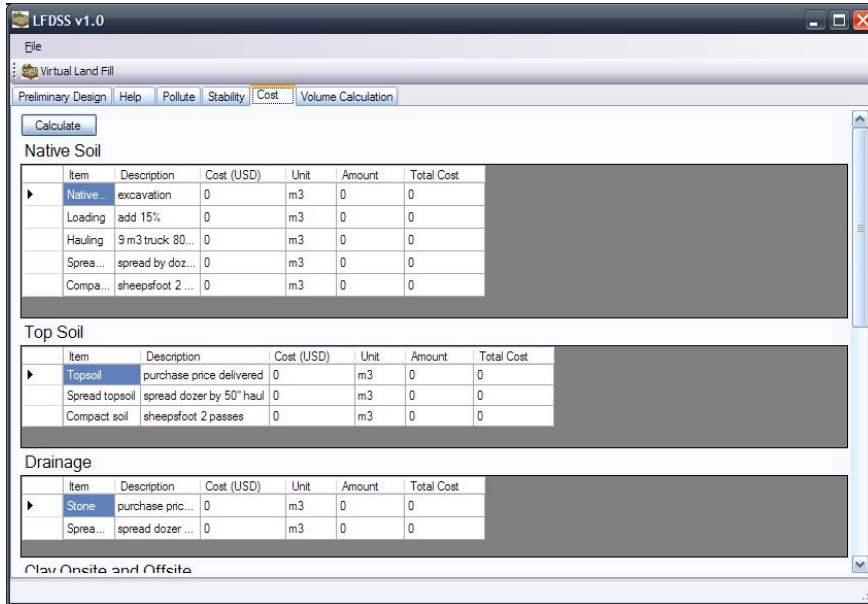 LFDSS v1.0
File
Virtual Land Fill
Preliminary Design Help Pollute Stability Cost Volume Calculation
Calculate
Native Soil
Item Description Cost (USD) Unit Amount Total Cost
Native... excavation 0 m3 0 0
Loading add 15% 0 m3 0 0
Hauling 9 m3 truck 80... 0 m3 0 0
Sprea... spread by doz... 0 m3 0 0
Compa... sheepsfoot 2 ... 0 m3 0 0
Top Soil
Item Description Cost (USD) Unit Amount Total Cost
Topsoil purchase price delivered 0 m3 0 0
Spread topsoil spread dozer by 50" haul 0 m3 0 0
Compact soil sheepsfoot 2 passes 0 m3 0 0
Drainage
Item Description Cost (USD) Unit Amount Total Cost
Stone purchase pric... 0 m3 0 0
Sprea... spread dozer ... 0 m3 0 0
Clay Onsite and Offsite